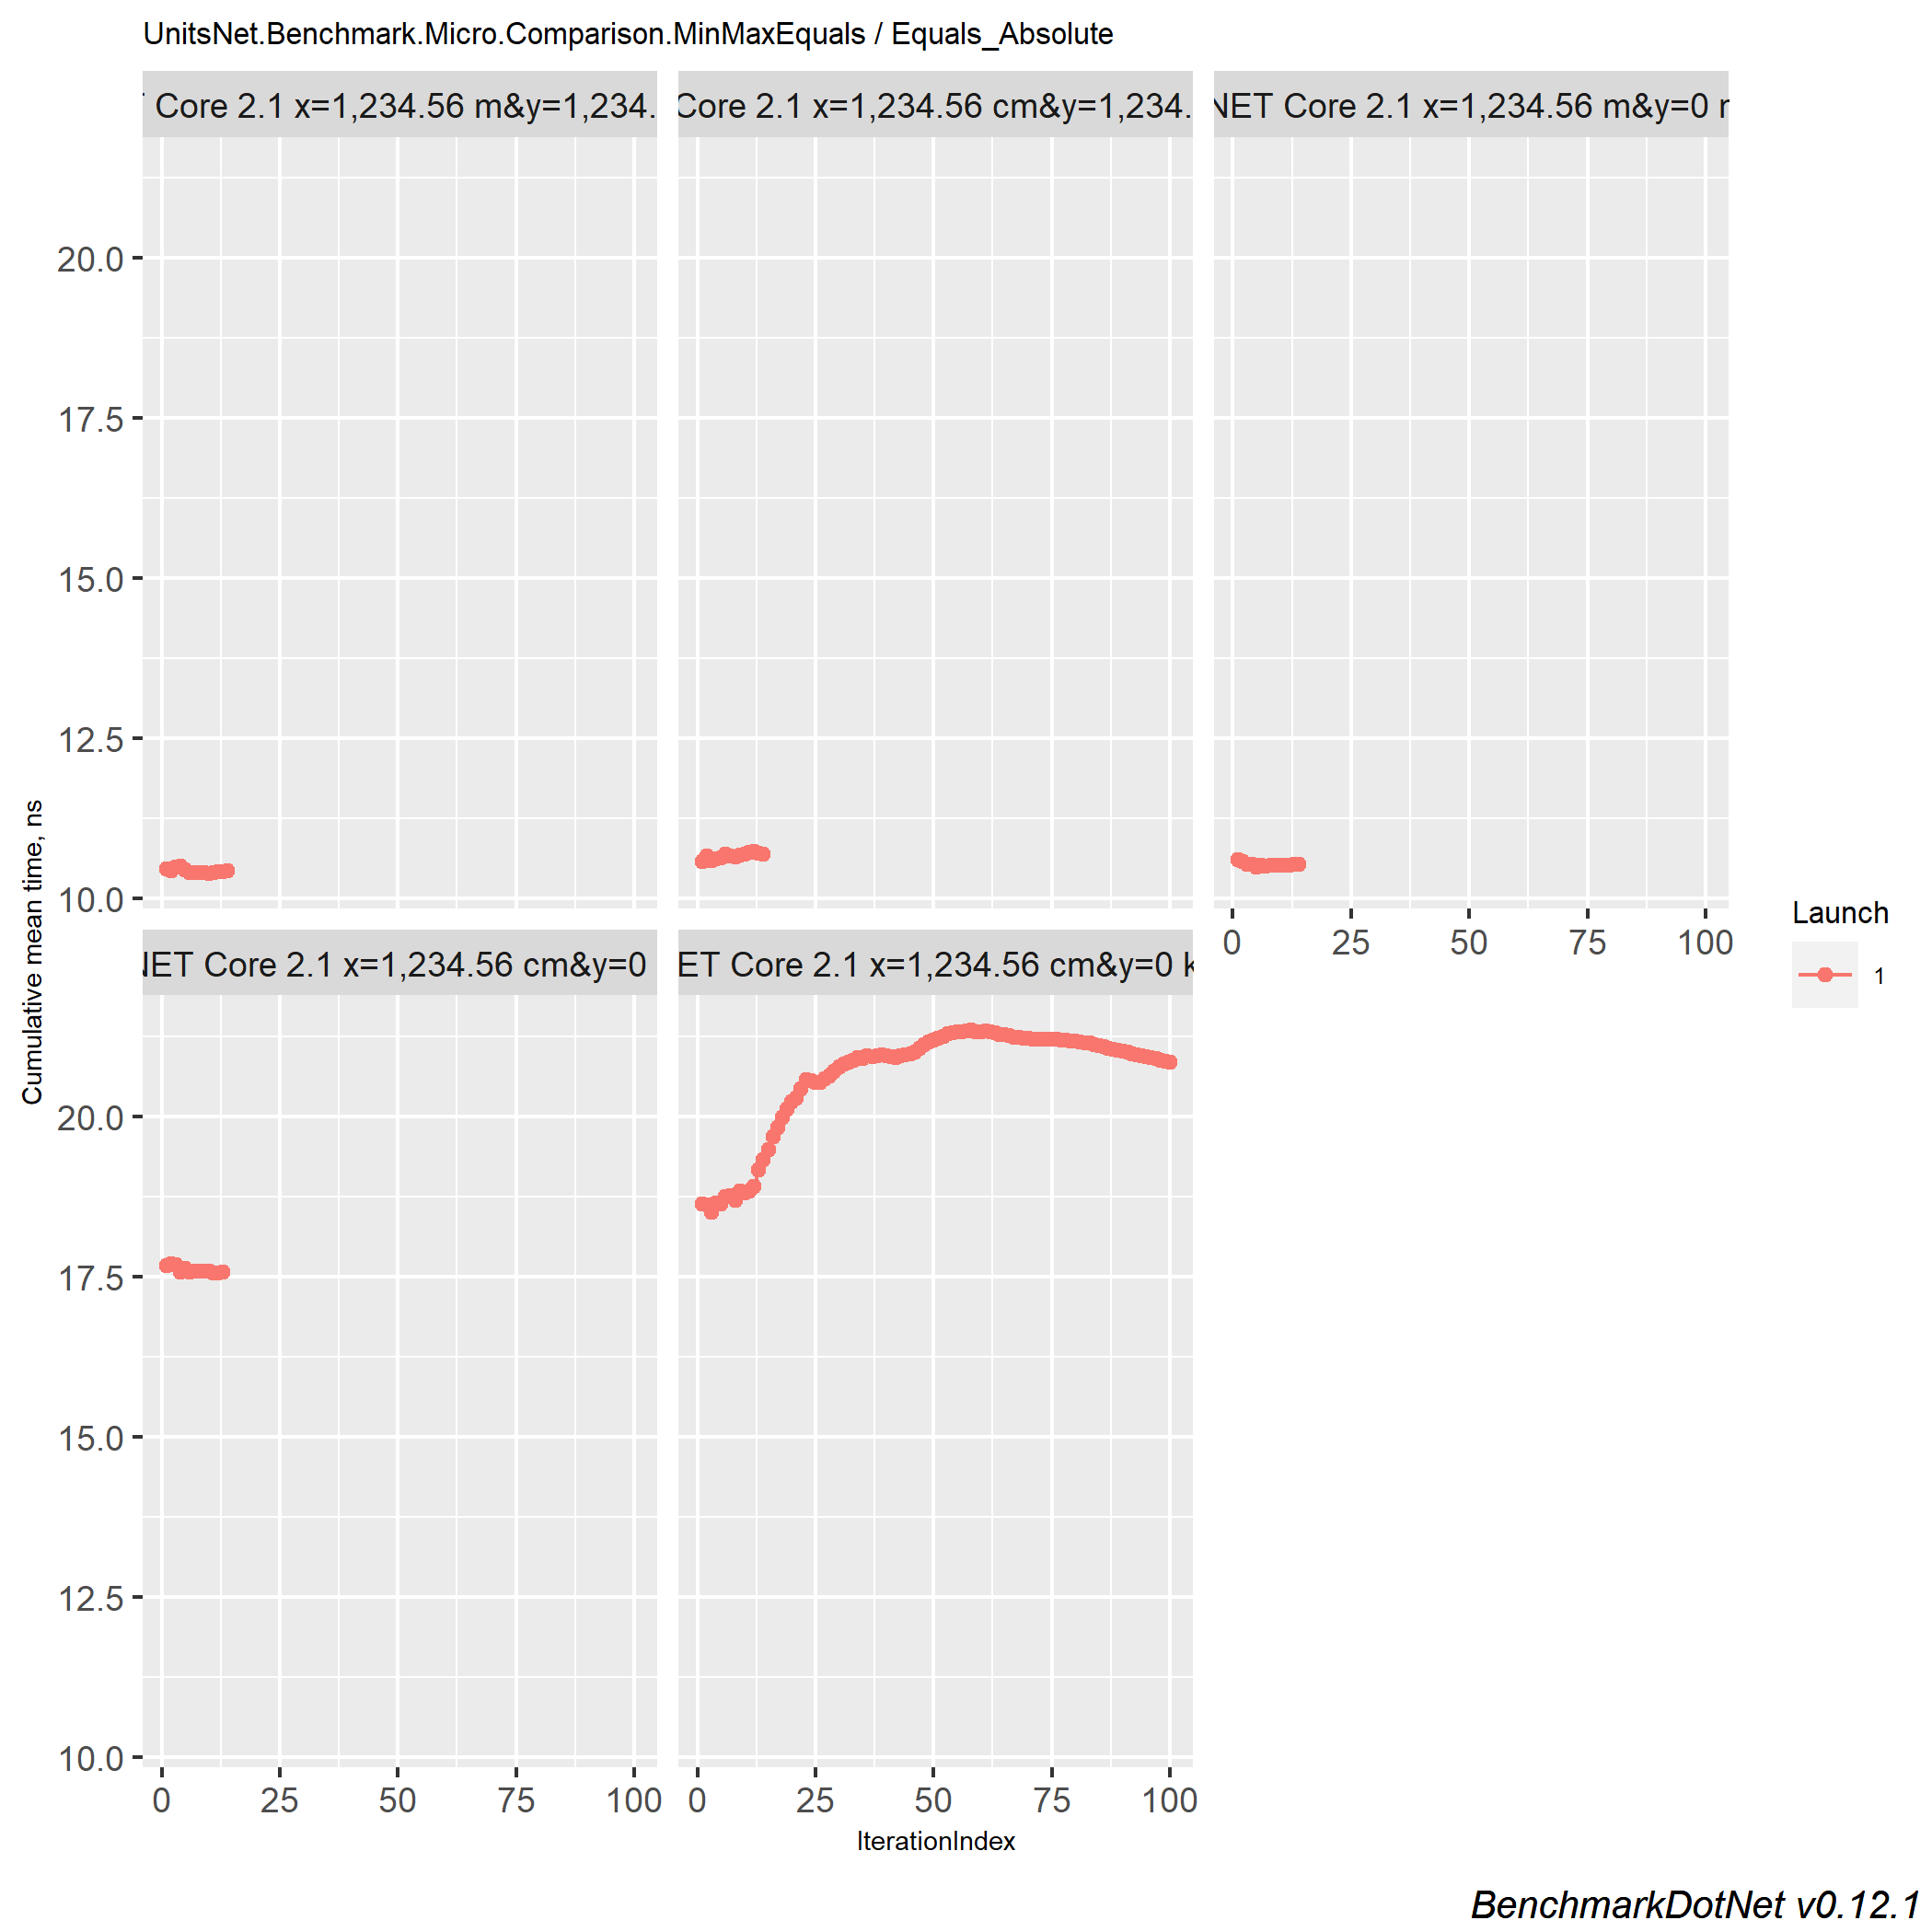 UnitsNet.Benchmark.Micro.Comparison.MinMaxEquals / Equals_Absolute
Core 2.1 x=1,234.56 m&y=1,234.
Core 2.1 x=1,234.56 cm&y=1,234.
NET Core 2.1 x=1,234.56 m&y=0
20.0
17.5
15.0
12.5
10.0
0 25 50 75 100
NET Core 2.1 x=1,234.56 cm&y=0
ET Core 2.1 x=1,234.56 cm&y=0 k
20.0
17.5
15.0
12.5
10.0
0 25 50 75 100
0 25 50 75 100
IterationIndex
Cumulative mean time, ns
Launch
1
BenchmarkDotNet v0.12.1